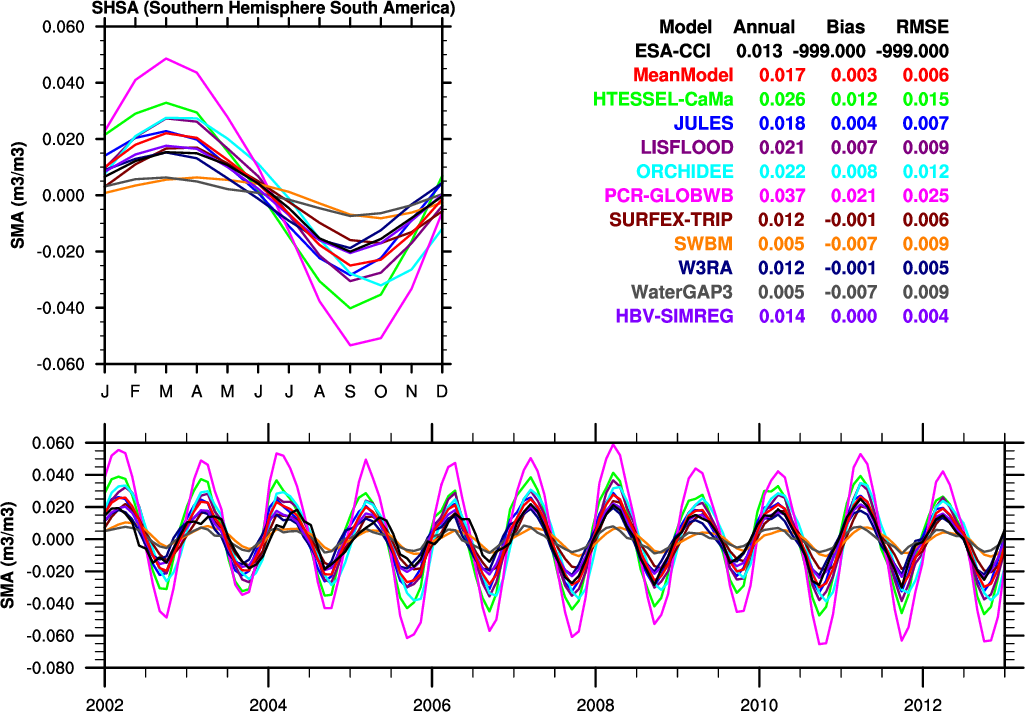 SHSA (Southern Hemisphere South America)
0.060
0.040
0.020
0.000
-0.020
-0.040
-0.060
SMA (m3/m3)
J F M A M J J A S O N D
Model Annual Bias RMSE
ESA-CCI 0.013 -999.000 -999.000
MeanModel 0.017 0.003 0.006
HTESSEL-CaMa 0.026 0.012 0.015
JULES 0.018 0.004 0.007
LISFLOOD 0.021 0.007 0.009
ORCHIDEE 0.022 0.008 0.012
PCR-GLOBWB 0.037 0.021 0.025
SURFEX-TRIP 0.012 -0.001 0.006
SWBM 0.005 -0.007 0.009
W3RA 0.012 -0.001 0.005
WaterGAP3 0.005 -0.007 0.009
HBV-SIMREG 0.014 0.000 0.004
0.060
0.040
0.020
0.000
-0.020
-0.040
-0.060
-0.080
SMA (m3/m3)
2002 2004 2006 2008 2010 2012